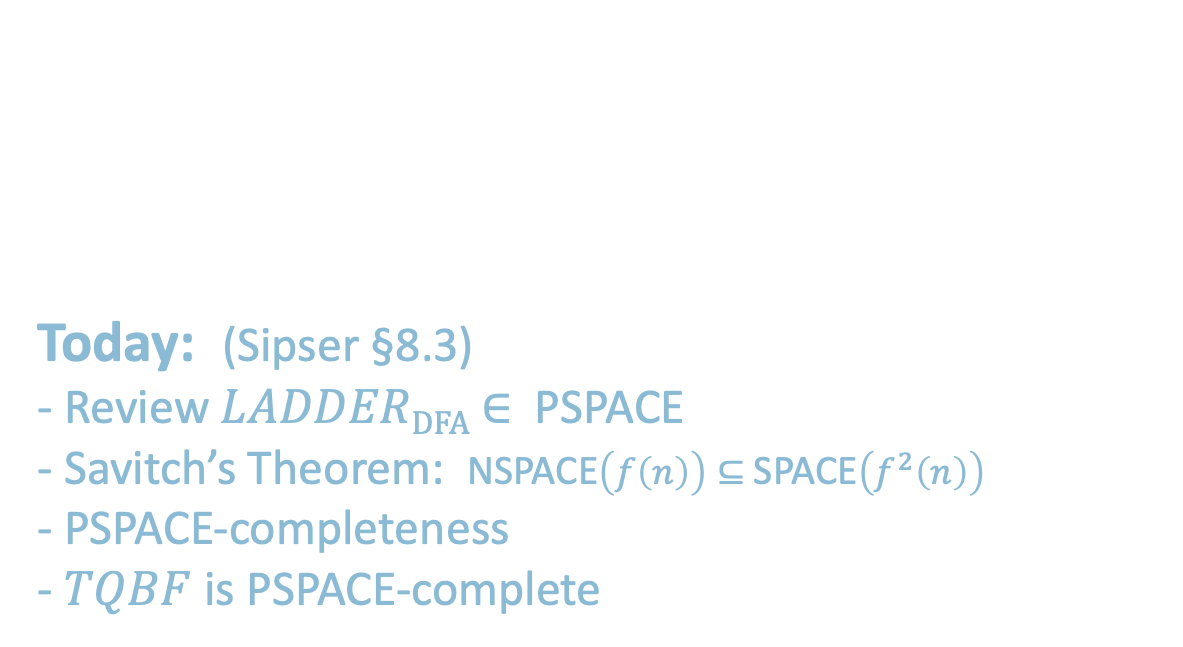 Today: (Sipser §8.3)
- Review 𝐿𝐴𝐷𝐷𝐸𝑅_DFA ∈ PSPACE
- Savitch’s Theorem: NSPACE(𝑓(𝑛)) ⊆ SPACE(𝑓²(𝑛))
- PSPACE-completeness
- 𝑇𝑄𝐵𝐹 is PSPACE-complete